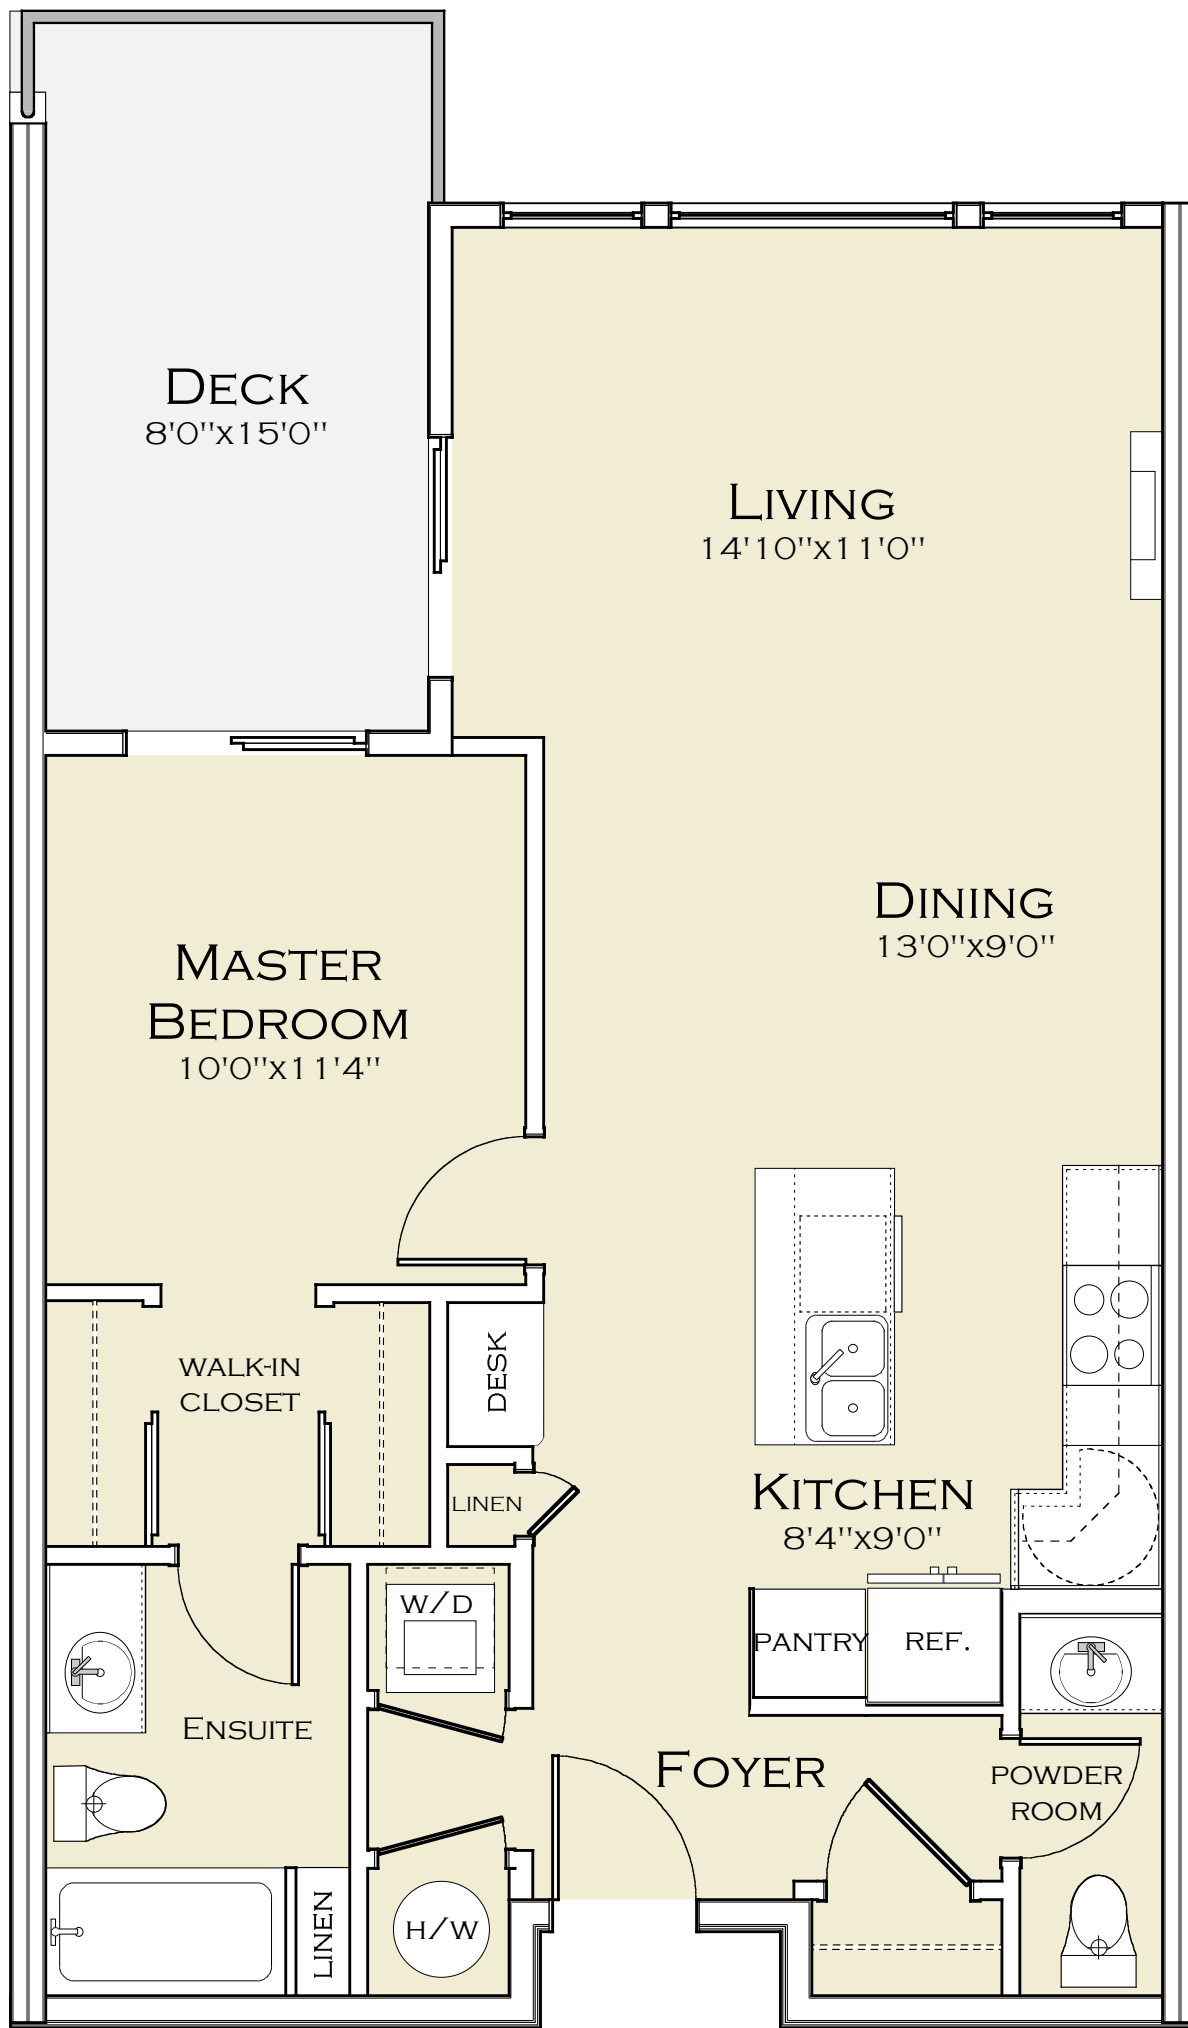 DECK
8'0"x15'0"
LIVING
14'10"x11'0"
DINING
13'0"x9'0"
MASTER
BEDROOM
10'0"x11'4"
WALK-IN
CLOSET
DESK
LINEN
KITCHEN
8'4"x9'0"
W/D
PANTRY
REF.
ENSUITE
FOYER
POWDER
ROOM
LINEN
H/W